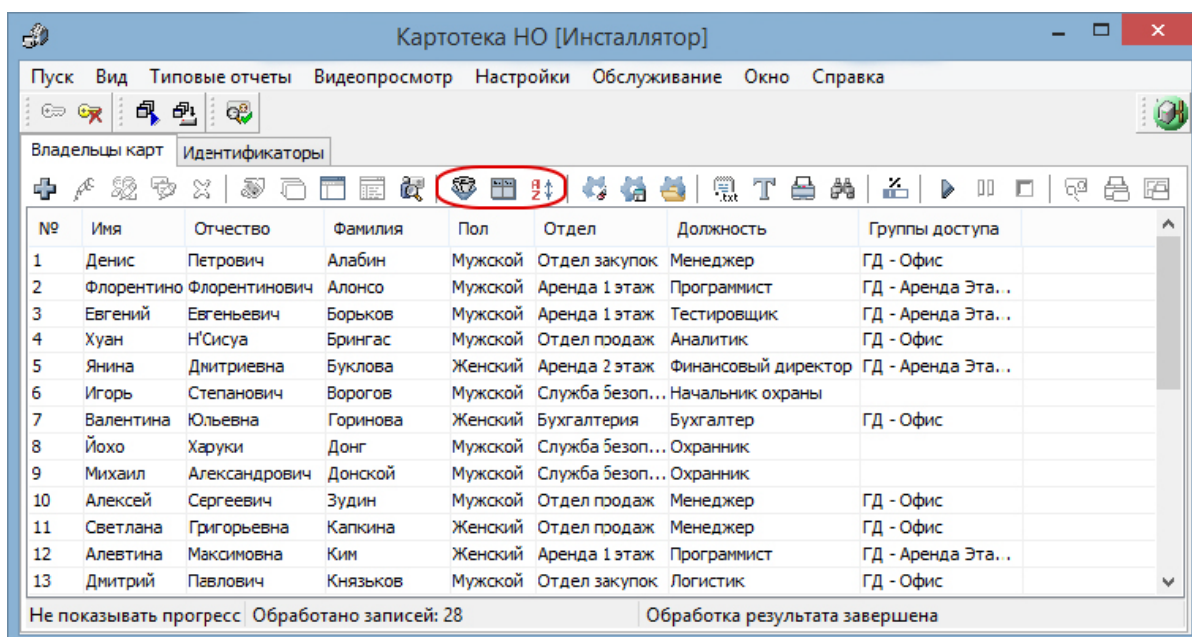 Картотека НО [Инсталлятор]
Пуск Вид Типовые отчеты Видеопросмотр Настройки Обслуживание Окно Справка
Владельцы карт Идентификаторы
№ Имя Отчество Фамилия Пол Отдел Должность Группы доступа
1 Денис Петрович Алабин Мужской Отдел закупок Менеджер ГД - Офис
2 Флорентино Флорентинович Алонсо Мужской Аренда 1 этаж Программист ГД - Аренда Эта...
3 Евгений Евгеньевич Борьков Мужской Аренда 1 этаж Тестировщик ГД - Аренда Эта...
4 Хуан Н'Сисуа Брингас Мужской Отдел продаж Аналитик ГД - Офис
5 Янина Дмитриевна Буклова Женский Аренда 2 этаж Финансовый директор ГД - Аренда Эта...
6 Игорь Степанович Ворогов Мужской Служба безоп... Начальник охраны
7 Валентина Юльевна Горинова Женский Бухгалтерия Бухгалтер ГД - Офис
8 Йохо Харуки Донг Мужской Служба безоп... Охранник
9 Михаил Александрович Донской Мужской Служба безоп... Охранник
10 Алексей Сергеевич Зудин Мужской Отдел продаж Менеджер ГД - Офис
11 Светлана Григорьевна Капкина Женский Отдел продаж Менеджер ГД - Офис
12 Алевтина Максимовна Ким Женский Аренда 1 этаж Программист ГД - Аренда Эта...
13 Дмитрий Павлович Князьков Мужской Отдел закупок Логистик ГД - Офис
Не показывать прогресс Обработано записей: 28 Обработка результата завершена